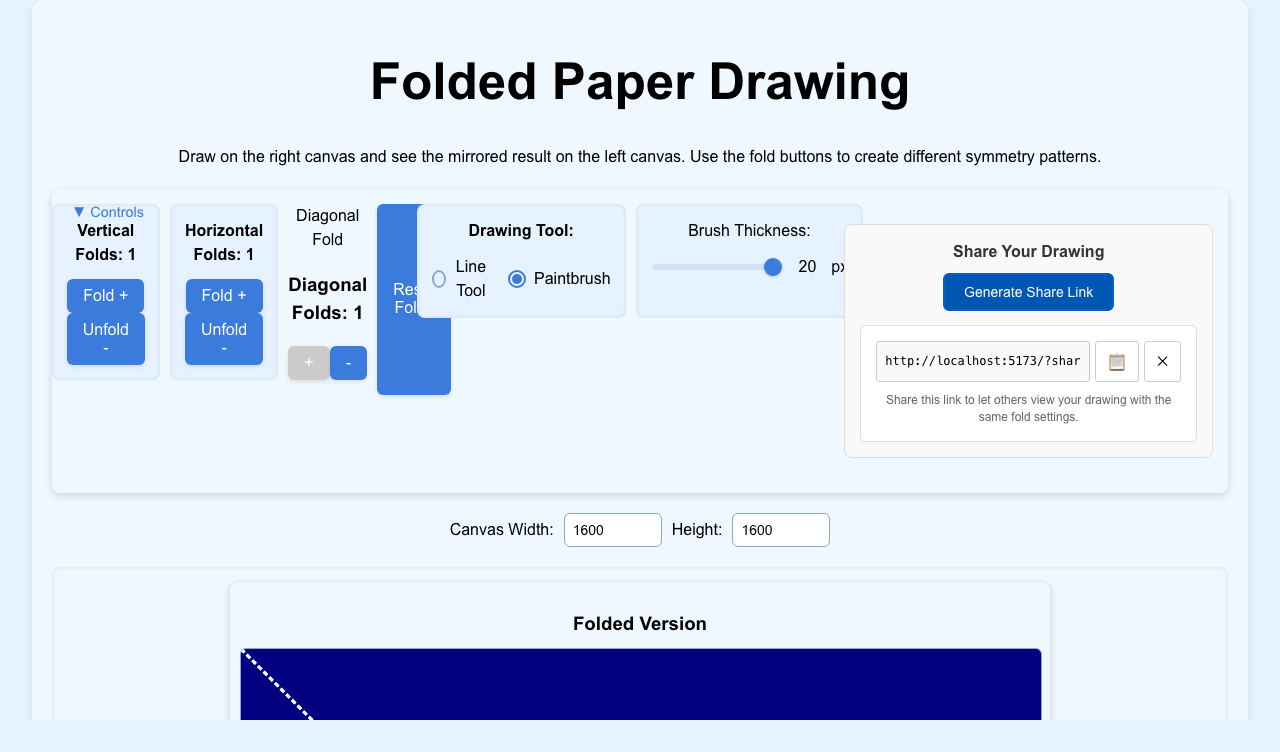 Folded Paper Drawing
Draw on the right canvas and see the mirrored result on the left canvas. Use the fold buttons to create different symmetry patterns.
▼ Controls
Vertical
Folds: 1
Fold +
Unfold
-
Horizontal
Folds: 1
Fold +
Unfold
-
Diagonal
Fold
Diagonal
Folds: 1
+
-
Drawing Tool:
Line
Tool
Paintbrush
Brush Thickness:
20
px
Share Your Drawing
Generate Share Link
http://localhost:5173/?shar
Share this link to let others view your drawing with the
same fold settings.
Canvas Width:
1600
Height:
1600
Folded Version